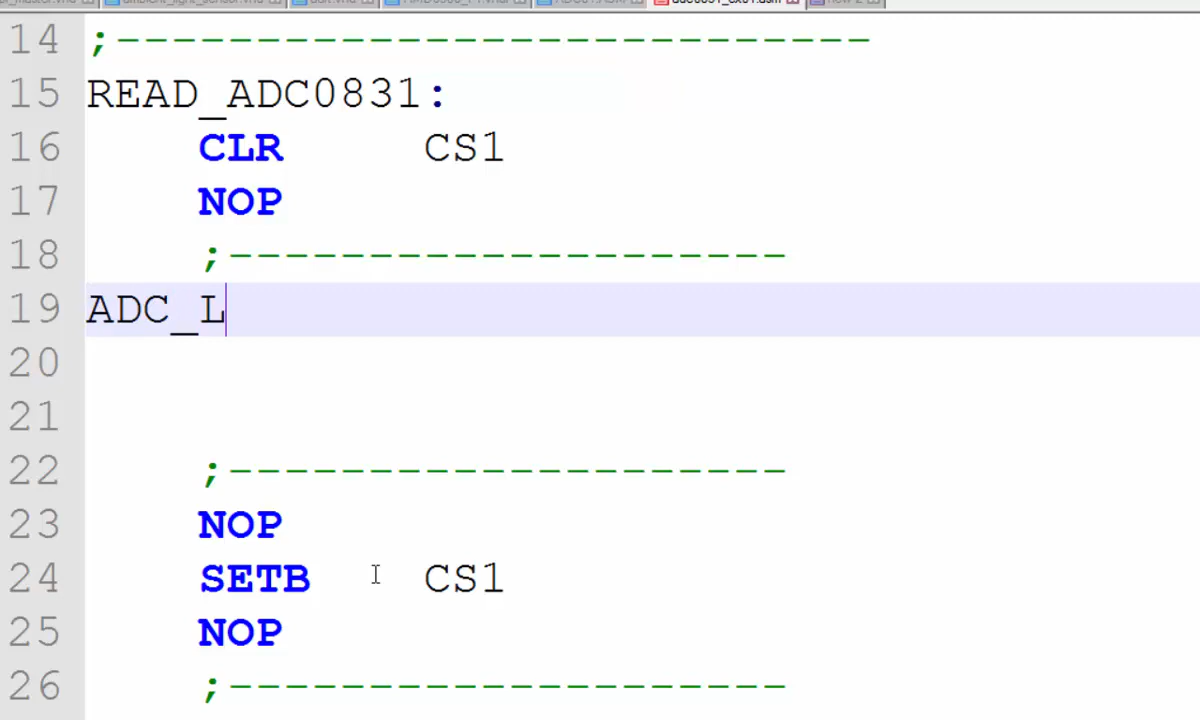 14 ;---------------------------
15 READ_ADC0831:
16 CLR CS1
17 NOP
18 ;--------------------
19 ADC_L
20
21
22 ;--------------------
23 NOP
24 SETB CS1
25 NOP
26 ;--------------------